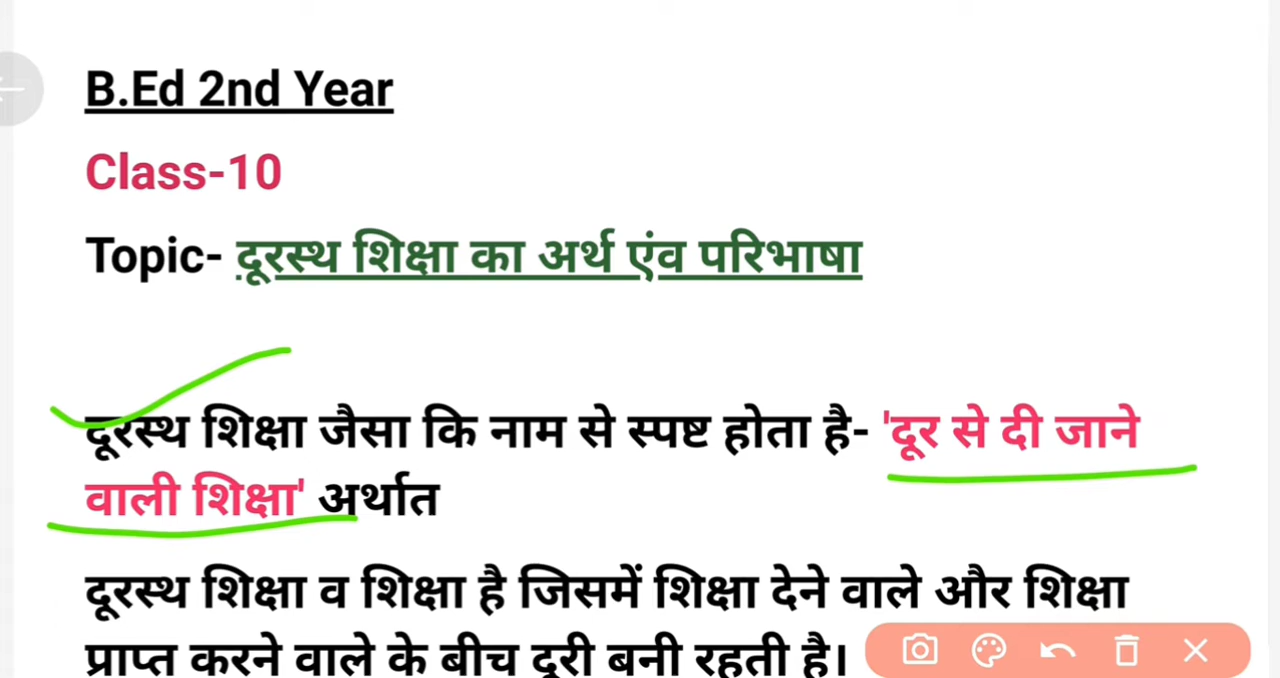 B.Ed 2nd Year
Class-10
Topic- दूरस्थ शिक्षा का अर्थ एंव परिभाषा
दूरस्थ शिक्षा जैसा कि नाम से स्पष्ट होता है- 'दूर से दी जाने
वाली शिक्षा' अर्थात
दूरस्थ शिक्षा व शिक्षा है जिसमें शिक्षा देने वाले और शिक्षा
प्राप्त करने वाले के बीच दूरी बनी रहती है।